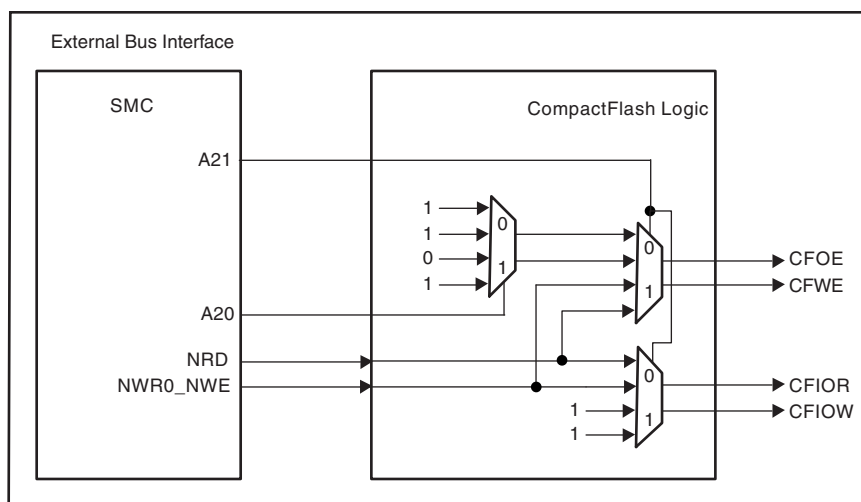 External Bus Interface
SMC
CompactFlash Logic
A21
1
1
0
1
0
1
A20
0
1
CFOE
CFWE
NRD
NWR0_NWE
0
1
1
1
CFIOR
CFIOW